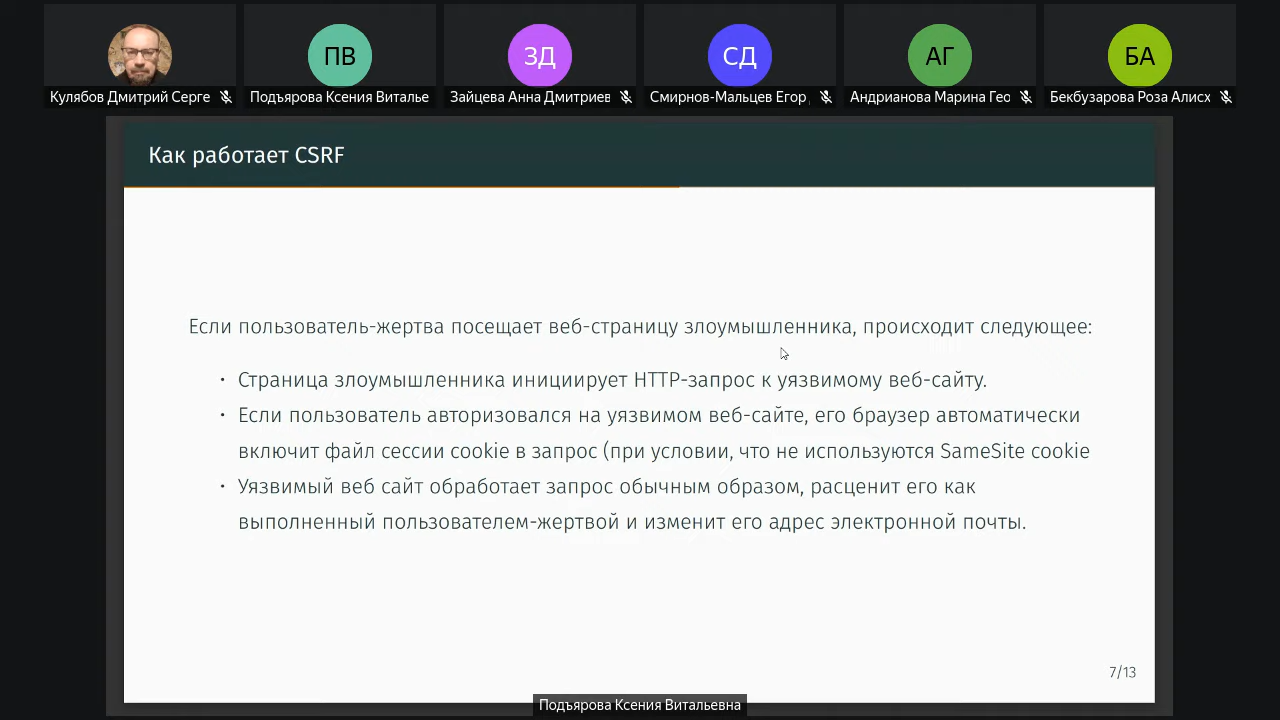 ПВ
ЗД
СД
АГ
БА
Кулябов Дмитрий Серге
Подъярова Ксения Виталье
Зайцева Анна Дмитриев
Смирнов-Мальцев Егор
Андрианова Марина Гео
Бекбузарова Роза Алисх
Как работает CSRF
Если пользователь-жертва посещает веб-страницу злоумышленника, происходит следующее:
• Страница злоумышленника инициирует HTTP-запрос к уязвимому веб-сайту.
• Если пользователь авторизовался на уязвимом веб-сайте, его браузер автоматически
включит файл сессии cookie в запрос (при условии, что не используются SameSite cookie
• Уязвимый веб сайт обработает запрос обычным образом, расценит его как
выполненный пользователем-жертвой и изменит его адрес электронной почты.
7/13
Подъярова Ксения Витальевна